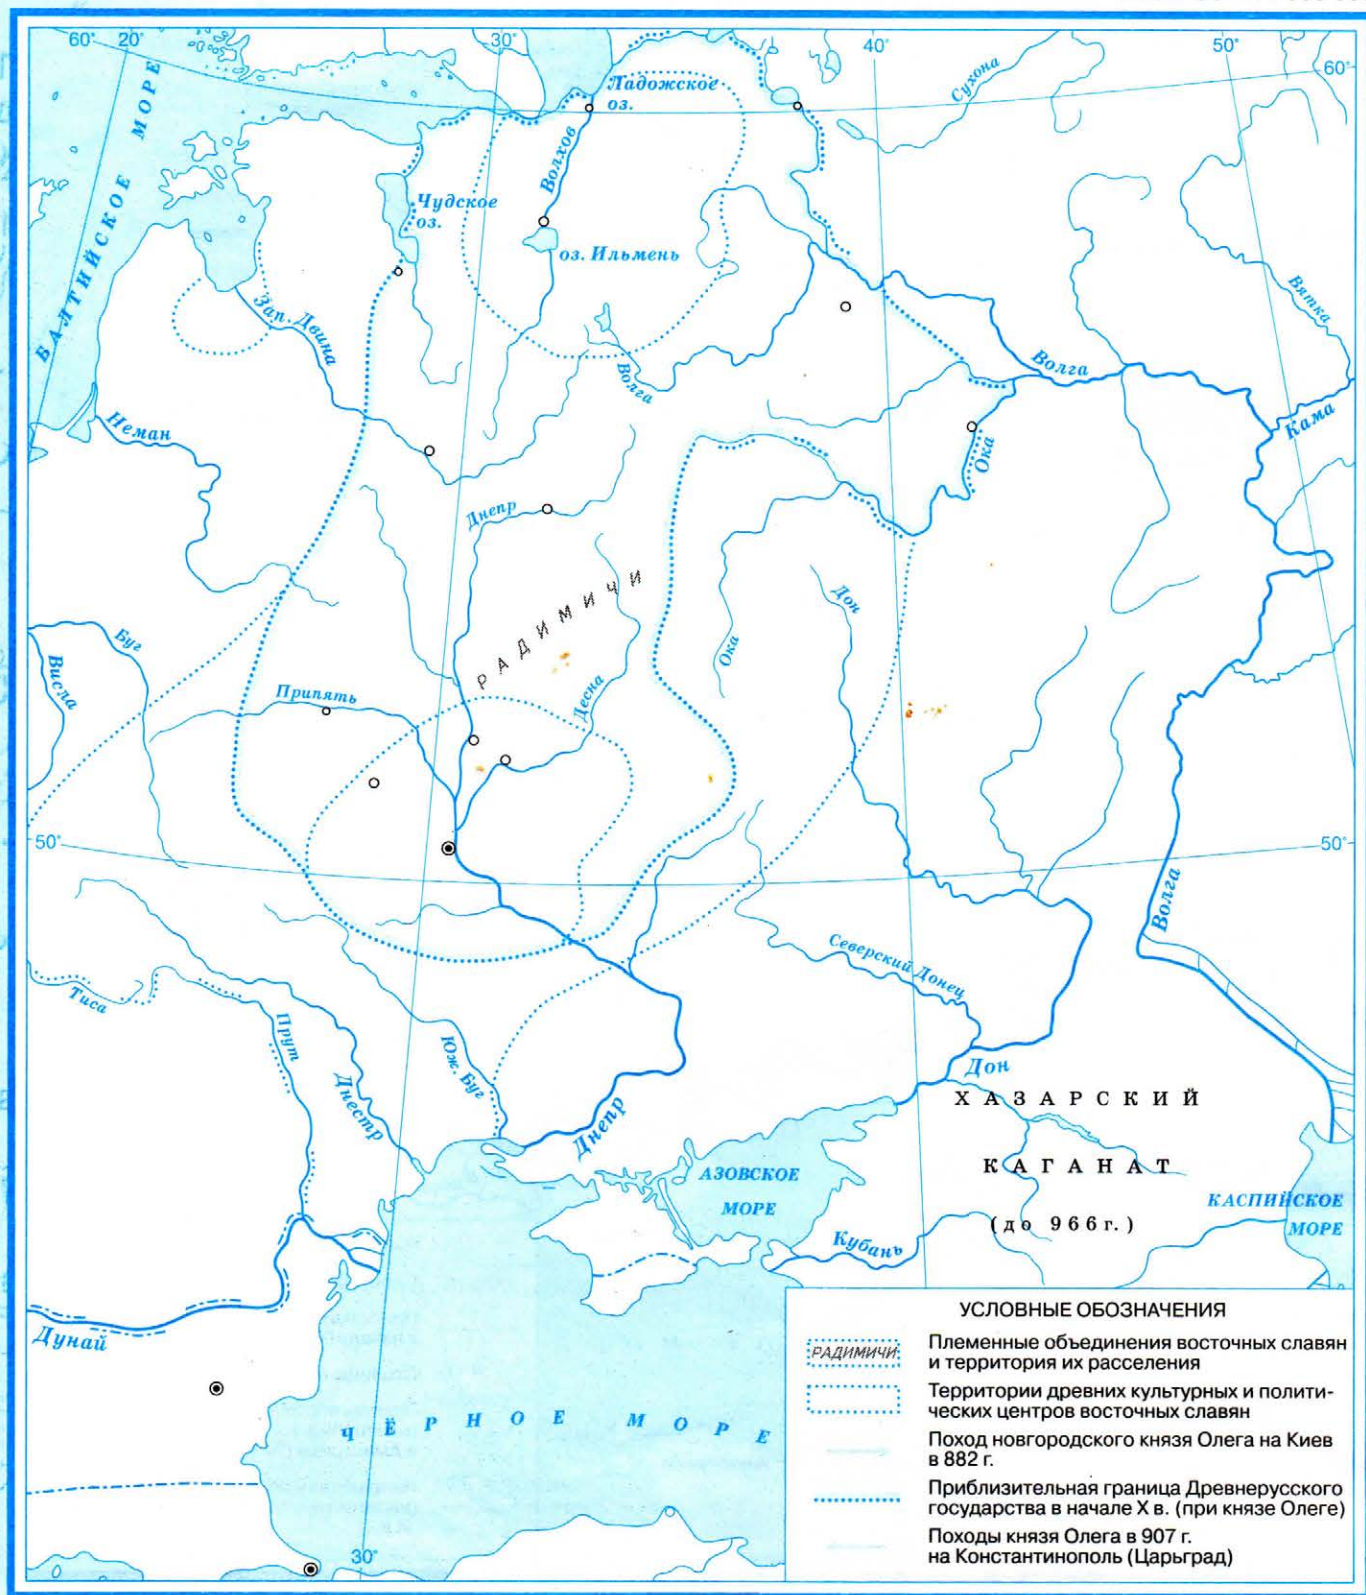 60° 20° 30° 40° 50°
60°
БАЛТИЙСКОЕ МОРЕ
Ладожское
оз.
Сухона
Волхов
Чудское
оз.
оз. Ильмень
Зап. Двина
Вятка
Волга
Волга
Неман
Кама
Ока
Днепр
РАДИМИЧИ
Дон
Ока
Буг
Висла
Припять
Десна
50°
50°
Волга
Северский Донец
Тиса
Прут
Днестр
Юж. Буг
Днепр
Дон
ХАЗАРСКИЙ
КАГАНАТ
(до 966г.)
АЗОВСКОЕ
МОРЕ
КАСПИЙСКОЕ
МОРЕ
Кубань
Дунай
ЧЁРНОЕ МОРЕ
30°
УСЛОВНЫЕ ОБОЗНАЧЕНИЯ
РАДИМИЧИ
Племенные объединения восточных славян
и территория их расселения
Территории древних культурных и полити-
ческих центров восточных славян
Поход новгородского князя Олега на Киев
в 882 г.
Приблизительная граница Древнерусского
государства в начале X в. (при князе Олеге)
Походы князя Олега в 907 г.
на Константинополь (Царьград)